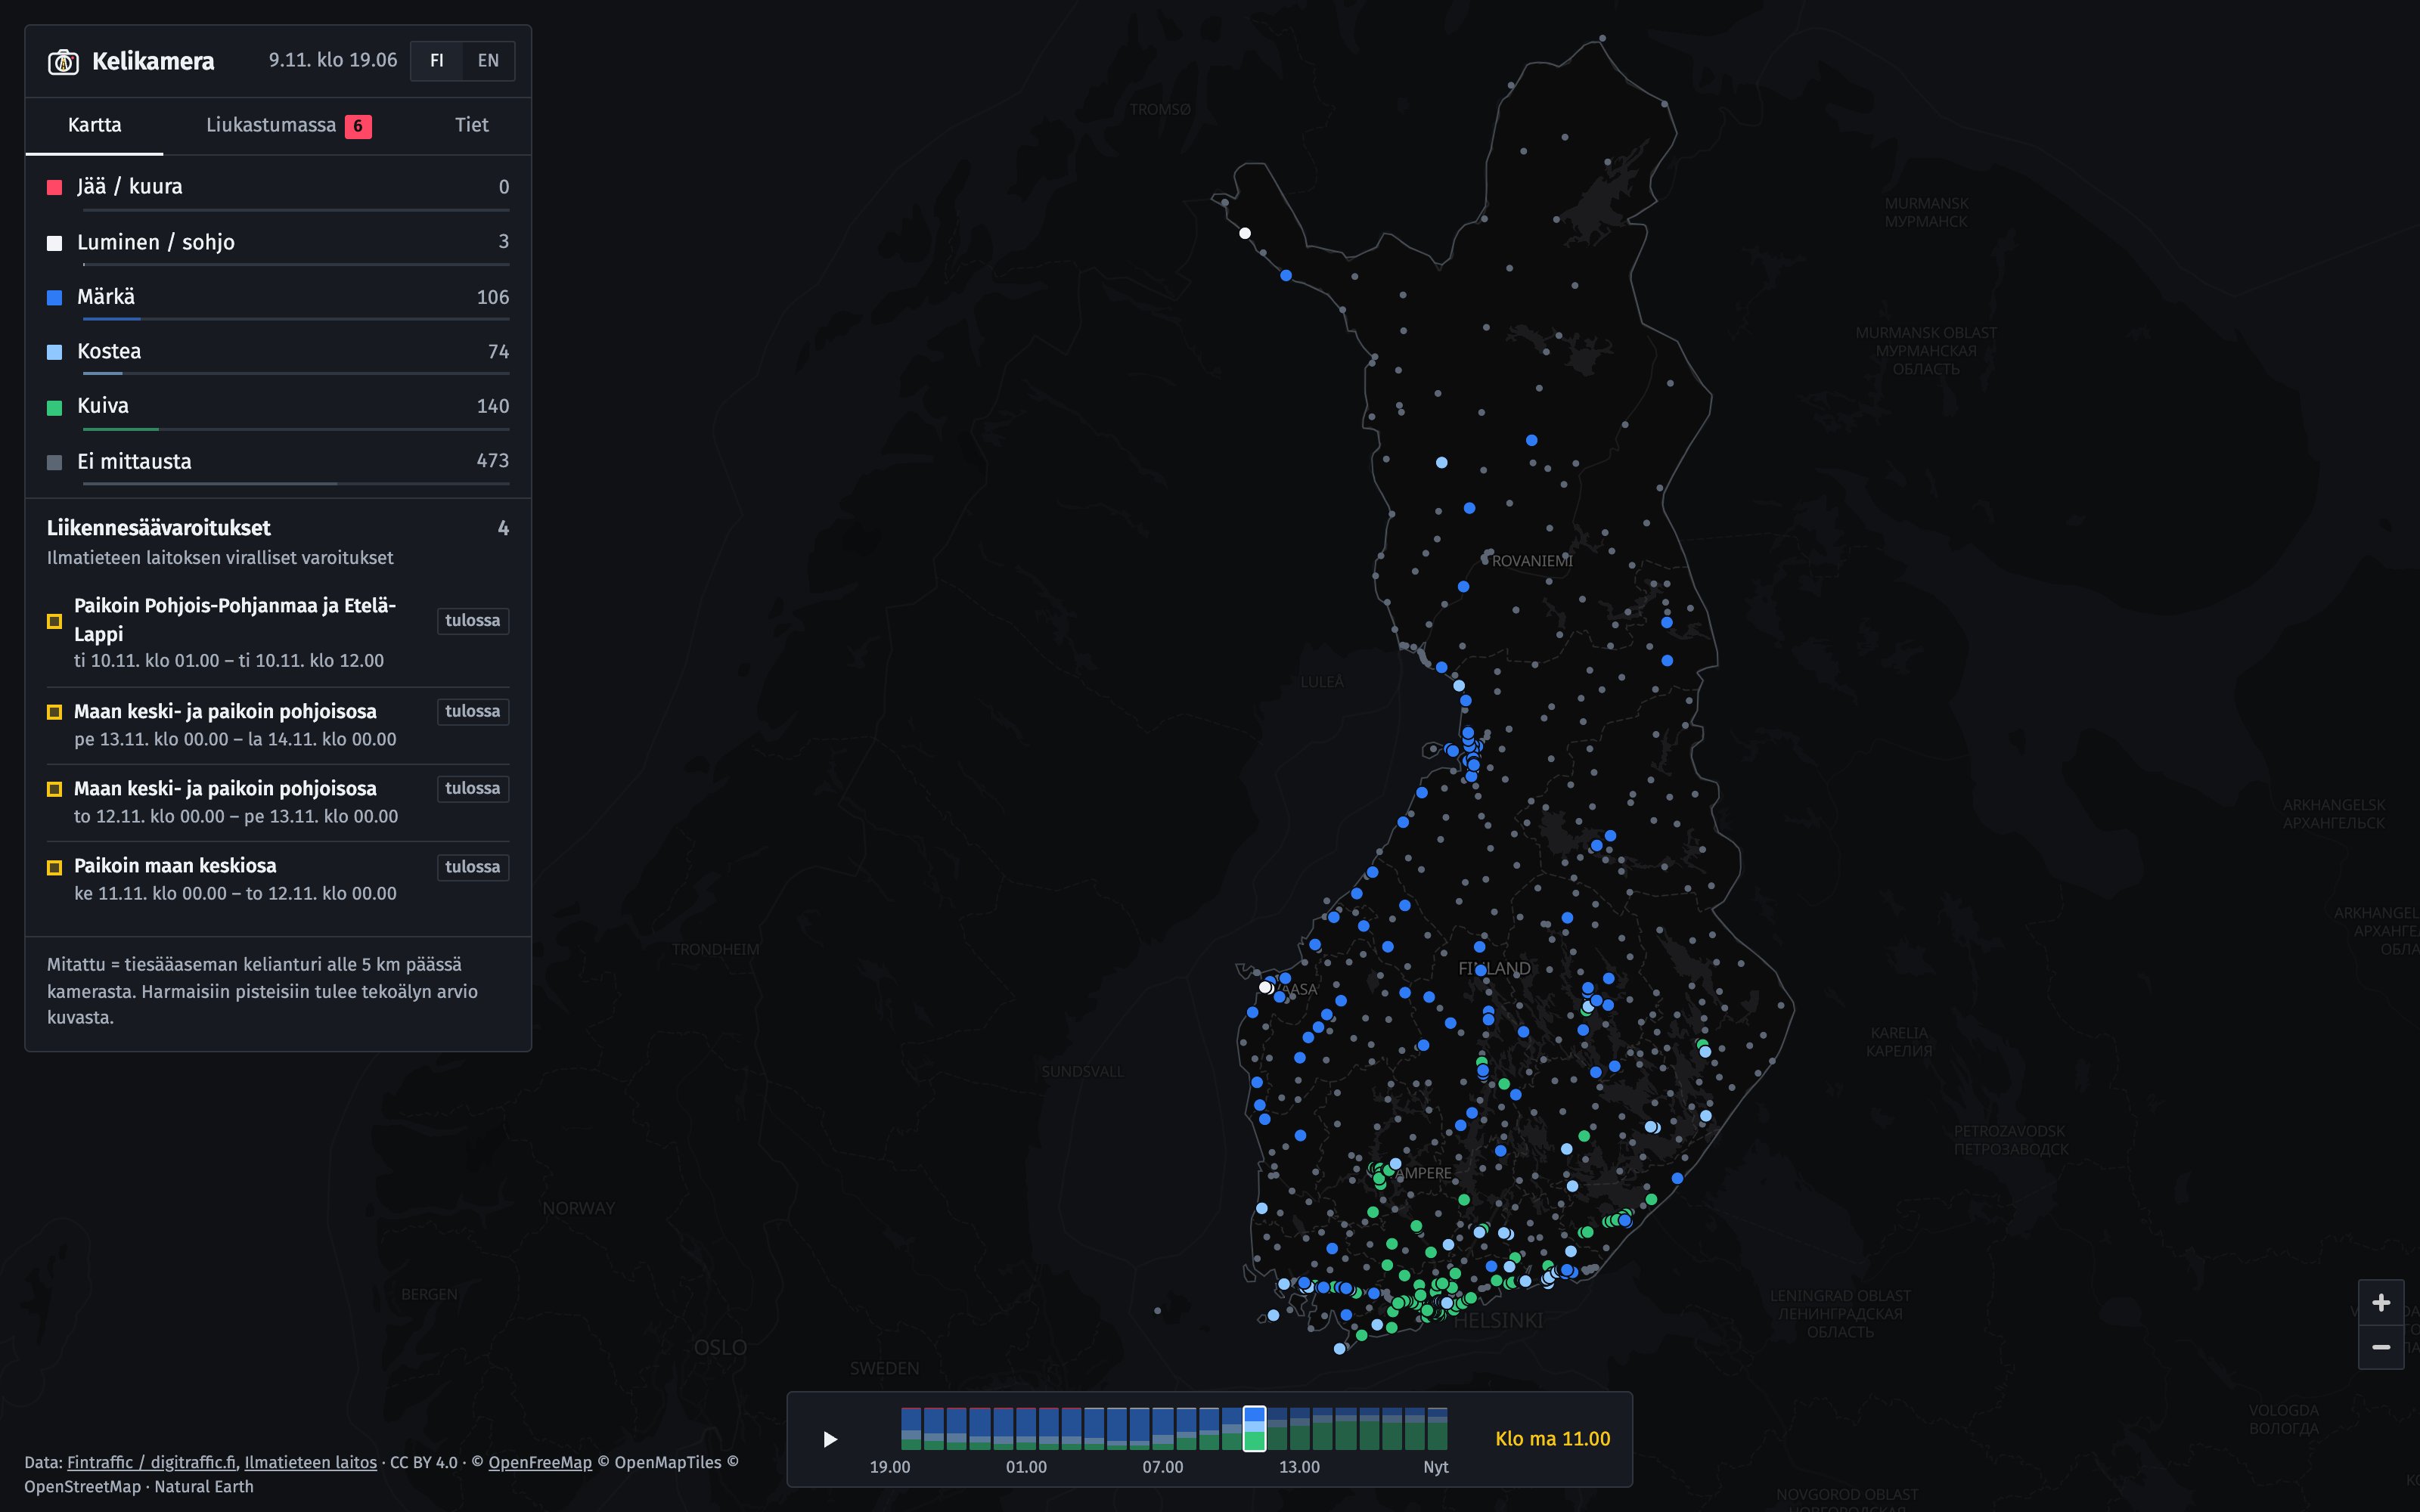 Kelikamera
9.11. klo 19.06
FI
EN
Kartta
Liukastumassa 6
Tiet
Jää / kuura
0
Luminen / sohjo
3
Märkä
106
Kostea
74
Kuiva
140
Ei mittausta
473
Liikennesäävaroitukset
4
Ilmatieteen laitoksen viralliset varoitukset
Paikoin Pohjois-Pohjanmaa ja Etelä-
Lappi
tulossa
ti 10.11. klo 01.00 – ti 10.11. klo 12.00
Maan keski- ja paikoin pohjoisosa
tulossa
pe 13.11. klo 00.00 – la 14.11. klo 00.00
Maan keski- ja paikoin pohjoisosa
tulossa
to 12.11. klo 00.00 – pe 13.11. klo 00.00
Paikoin maan keskiosa
tulossa
ke 11.11. klo 00.00 – to 12.11. klo 00.00
Mitattu = tiesääaseman kelianturi alle 5 km päässä
kamerasta. Harmaisiin pisteisiin tulee tekoälyn arvio
kuvasta.
TROMSØ
MURMANSK
МУРМАНСК
MURMANSK OBLAST
МУРМАНСКАЯ
ОБЛАСТЬ
ROVANIEMI
LULEÅ
ARKHANGELSK
АРХАНГЕЛЬСК
TRONDHEIM
FINLAND
KARELIA
КАРЕЛИЯ
SUNDSVALL
PETROZAVODSK
ПЕТРОЗАВОДСК
NORWAY
BERGEN
LENINGRAD OBLAST
ЛЕНИНГРАДСКАЯ
ОБЛАСТЬ
HELSINKI
OSLO
SWEDEN
VOLOGDA
ВОЛОГДА
NOVGOROD OBLAST
+
−
19.00
01.00
07.00
13.00
Nyt
Klo ma 11.00
Data: Fintraffic / digitraffic.fi, Ilmatieteen laitos · CC BY 4.0 · © OpenFreeMap © OpenMapTiles ©
OpenStreetMap · Natural Earth